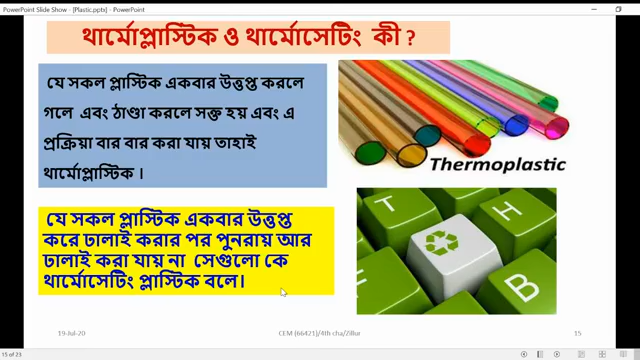 PowerPoint Slide Show - [Plastic.pptx] - PowerPoint
থার্মোপ্লাস্টিক ও থার্মোসেটিং কী ?
যে সকল প্লাস্টিক একবার উত্তপ্ত করলে
গলে এবং ঠাণ্ডা করলে সক্ত হয় এবং এ
প্রক্রিয়া বার বার করা যায় তাহাই
থার্মোপ্লাস্টিক ।
Thermoplastic
যে সকল প্লাস্টিক একবার উত্তপ্ত
করে ঢালাই করার পর পুনরায় আর
ঢালাই করা যায় না সেগুলো কে
থার্মোসেটিং প্লাস্টিক বলে।
T
H
B
19-Jul-20
CEM (66421)/4th cha/Zillur
15
15 of 23